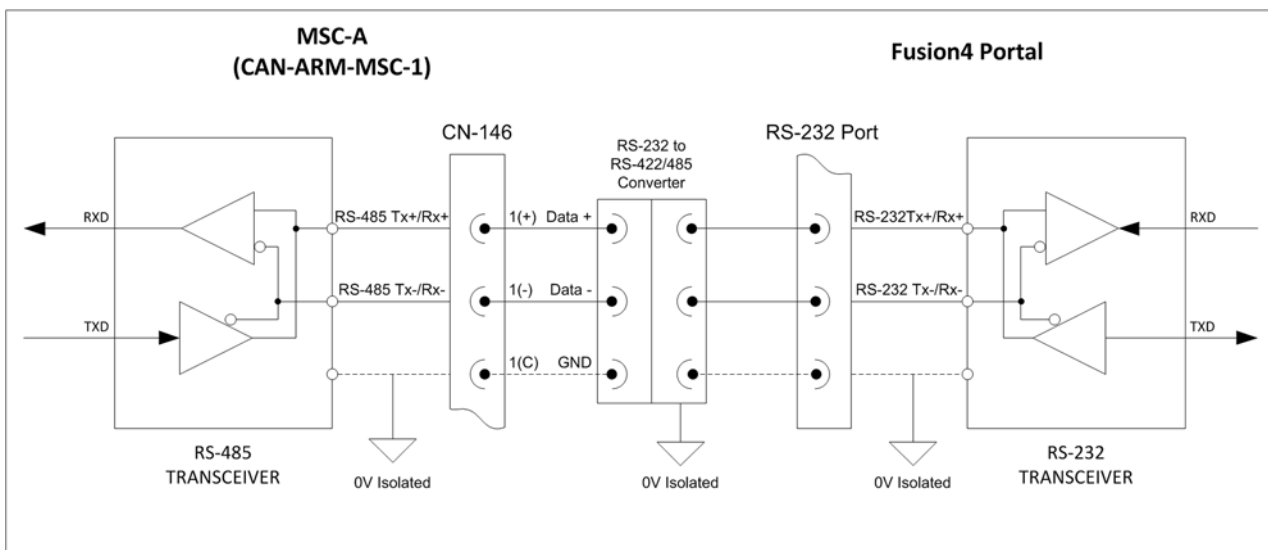 MSC-A
(CAN-ARM-MSC-1)
Fusion4 Portal
CN-146
RS-232 to
RS-422/485
Converter
RS-232 Port
RXD
RS-485 Tx+/Rx+
1(+) Data +
RS-232Tx+/Rx+
RXD
RS-485 Tx-/Rx-
1(-) Data -
RS-232 Tx-/Rx-
TXD
TXD
1(C) GND
RS-485
TRANSCEIVER
0V Isolated
0V Isolated
0V Isolated
RS-232
TRANSCEIVER